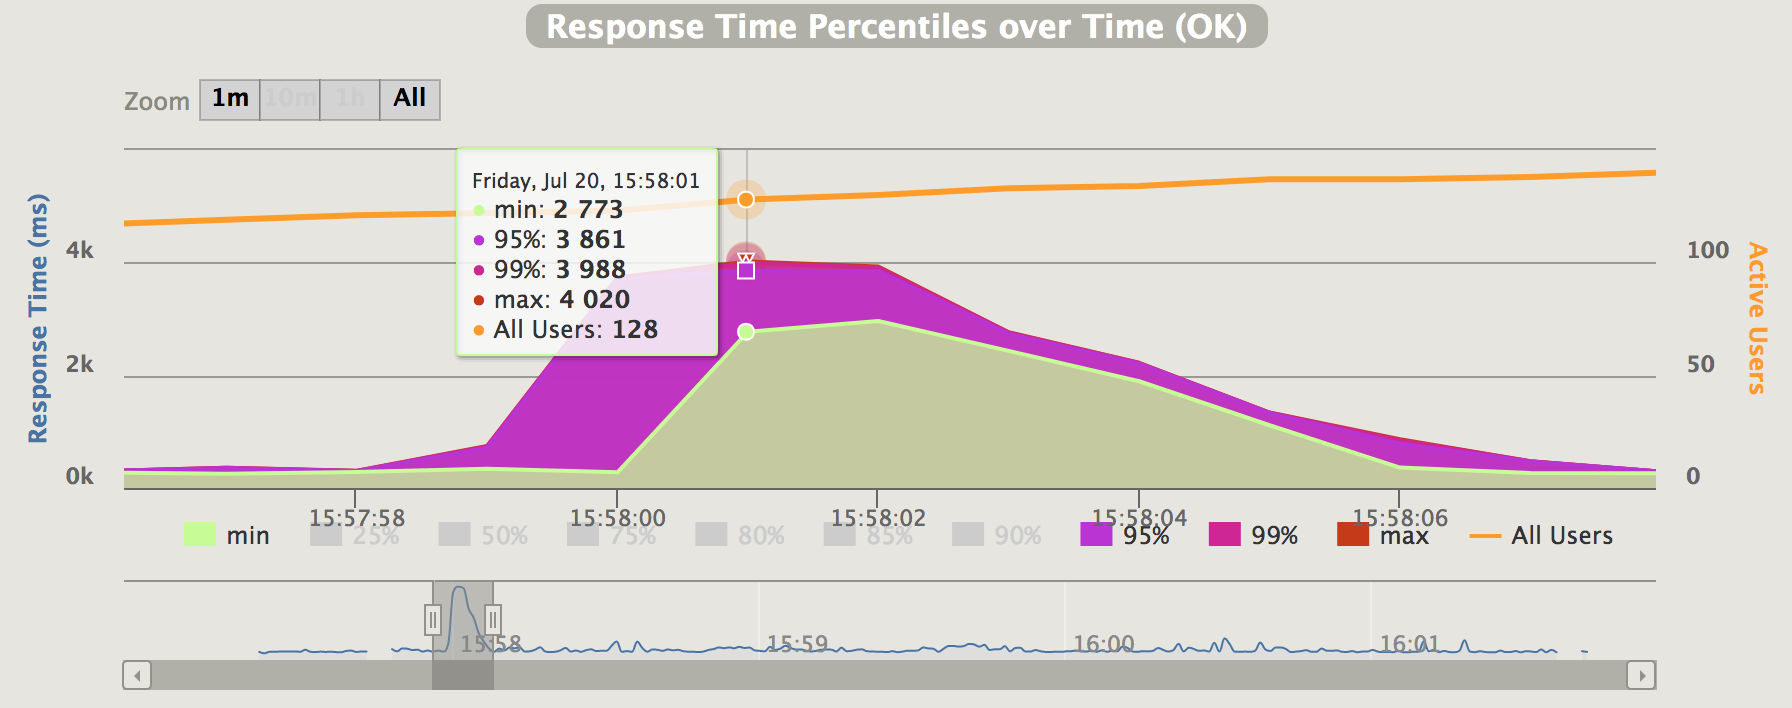 Response Time Percentiles over Time (OK)
Zoom 1m 10m 1h All
Friday, Jul 20, 15:58:01
min: 2 773
95%: 3 861
99%: 3 988
max: 4 020
All Users: 128
Response Time (ms)
4k
2k
0k
100
50
0
Active Users
15:57:58 15:58:00 15:58:02 15:58:04 15:58:06
min 25% 50% 75% 80% 85% 90% 95% 99% max All Users
15:58 15:59 16:00 16:01